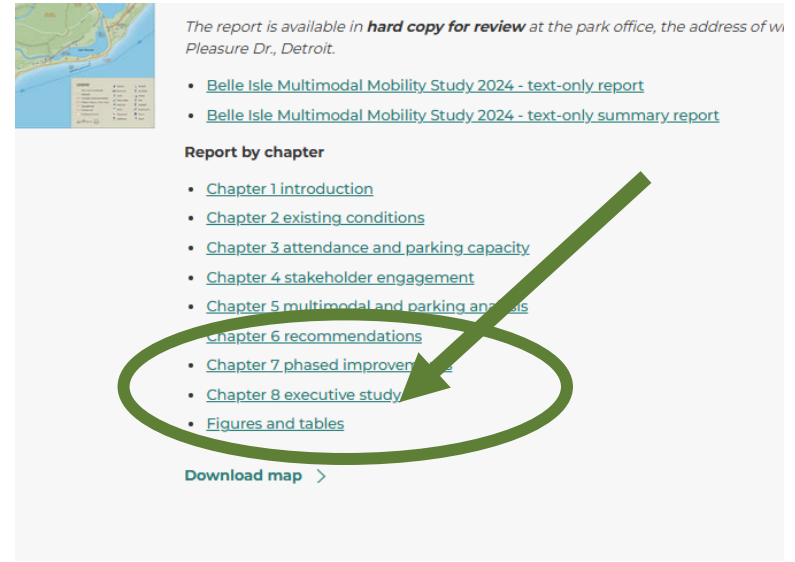 The report is available in hard copy for review at the park office, the address of
Pleasure Dr., Detroit.
Belle Isle Multimodal Mobility Study 2024 - text-only report
Belle Isle Multimodal Mobility Study 2024 - text-only summary report
Report by chapter
Chapter 1 introduction
Chapter 2 existing conditions
Chapter 3 attendance and parking capacity
Chapter 4 stakeholder engagement
Chapter 5 multimodal and parking analysis
Chapter 6 recommendations
Chapter 7 phased improvements
Chapter 8 executive study
Figures and tables
Download map